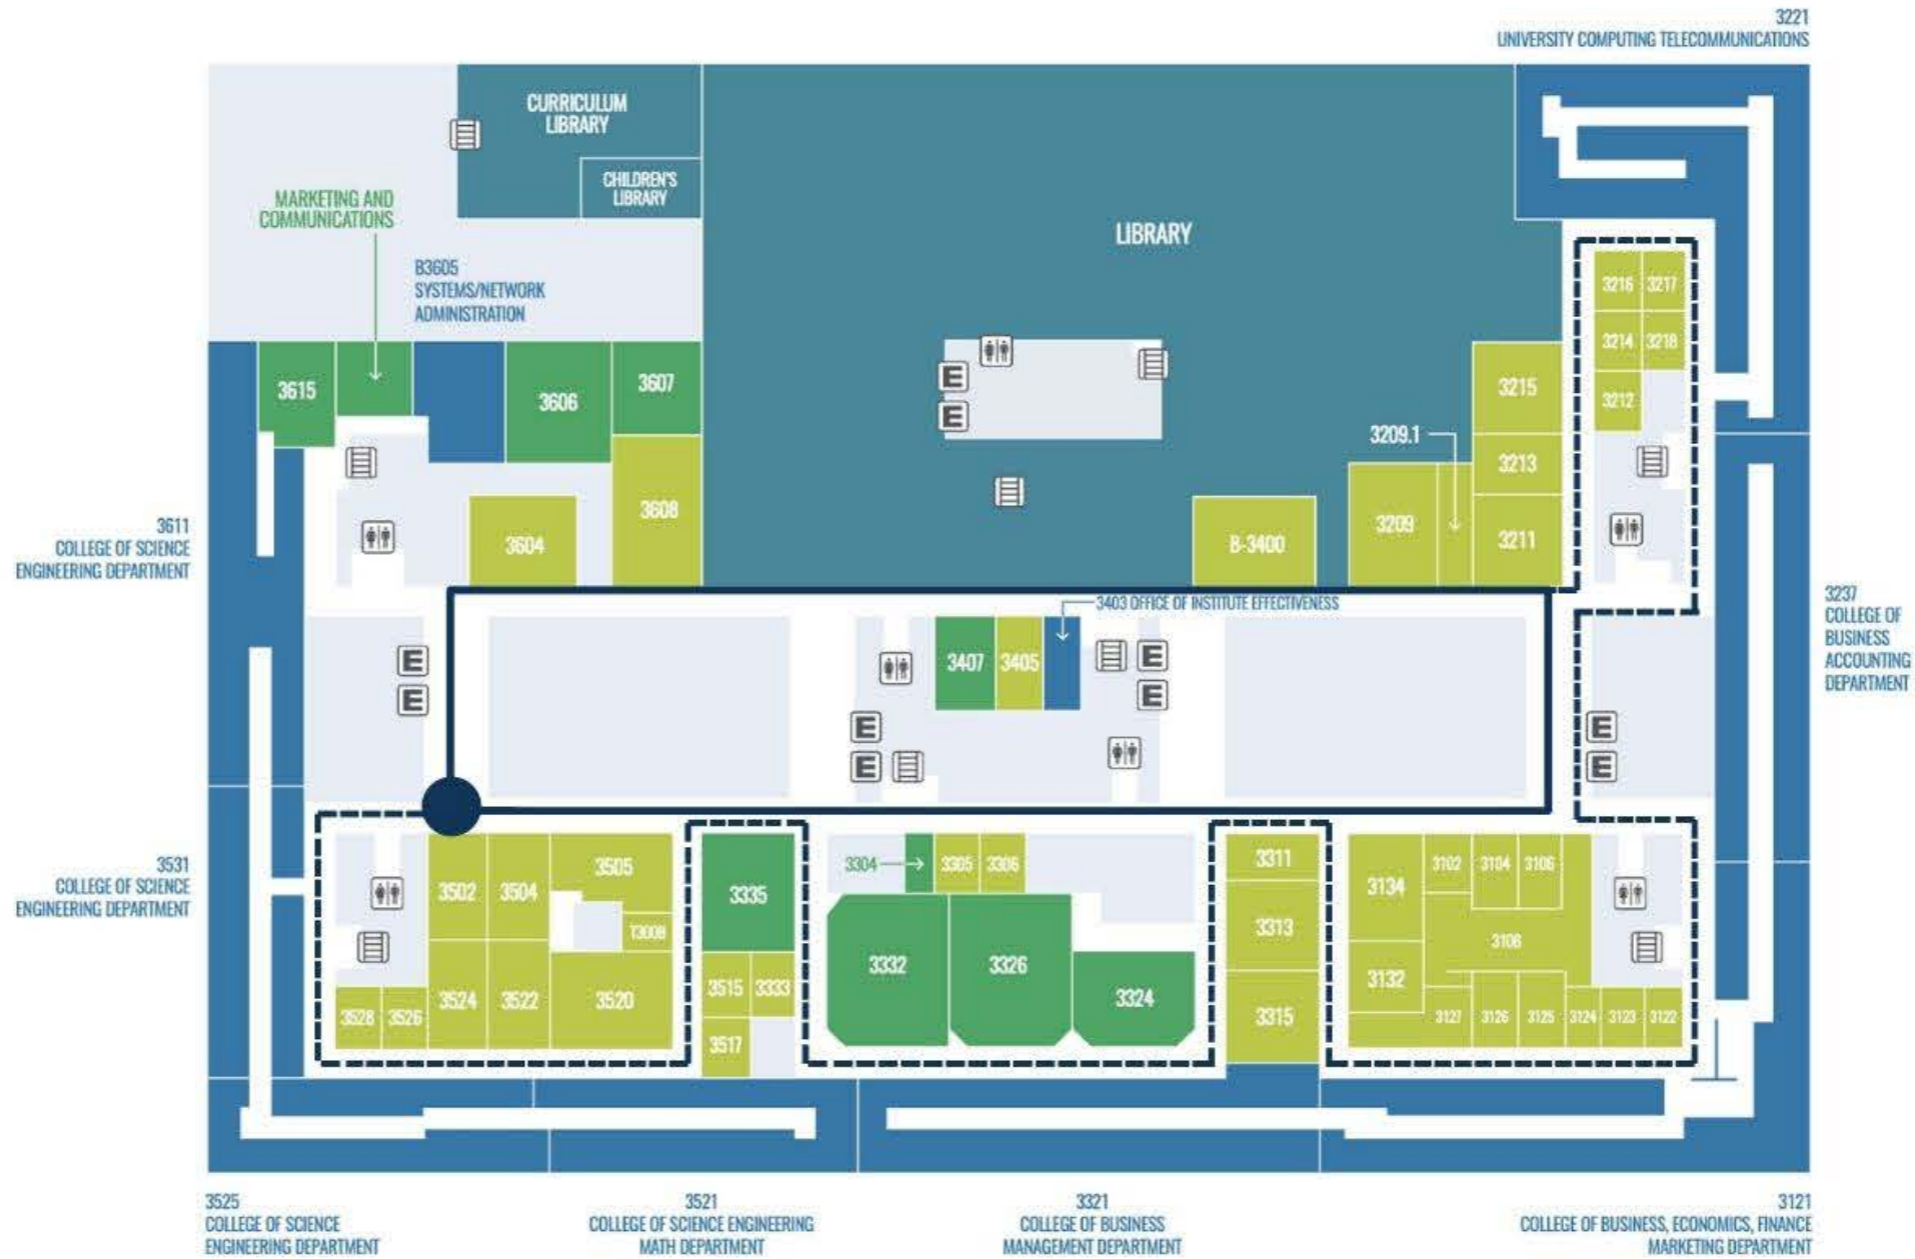 3221
UNIVERSITY COMPUTING TELECOMMUNICATIONS
CURRICULUM
LIBRARY
CHILDREN'S
LIBRARY
MARKETING AND
COMMUNICATIONS
LIBRARY
B3605
SYSTEMS/NETWORK
ADMINISTRATION
3216 3217
3214 3218
3212
3615
3606
3607
E
E
3215
3209.1
3213
3608
3604
B-3400
3209
3211
3611
COLLEGE OF SCIENCE
ENGINEERING DEPARTMENT
3403 OFFICE OF INSTITUTE EFFECTIVENESS
3237
COLLEGE OF
BUSINESS
ACCOUNTING
DEPARTMENT
E
E
3407 3405
E
E
E
E
E
E
3531
COLLEGE OF SCIENCE
ENGINEERING DEPARTMENT
3502 3504 3505
T3008
3528 3526 3524 3522 3520
3335
3515 3333
3517
3304 3305 3306
3332 3326 3324
3311
3313
3315
3134 3102 3104 3106
3108
3132
3127 3126 3125 3124 3123 3122
3525
COLLEGE OF SCIENCE
ENGINEERING DEPARTMENT
3521
COLLEGE OF SCIENCE ENGINEERING
MATH DEPARTMENT
3321
COLLEGE OF BUSINESS
MANAGEMENT DEPARTMENT
3121
COLLEGE OF BUSINESS, ECONOMICS, FINANCE
MARKETING DEPARTMENT